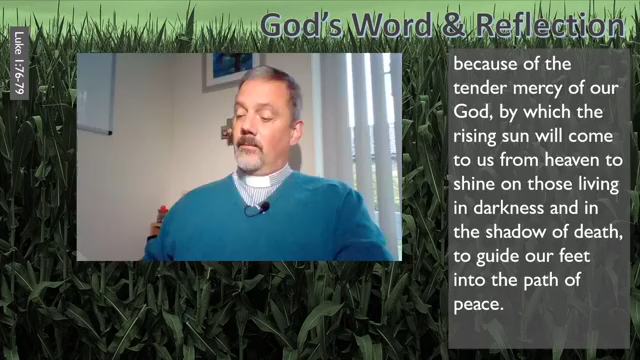 God's Word & Reflection
Luke 1:76-79
because of the
tender mercy of our
God, by which the
rising sun will come
to us from heaven to
shine on those living
in darkness and in
the shadow of death,
to guide our feet
into the path of
peace.